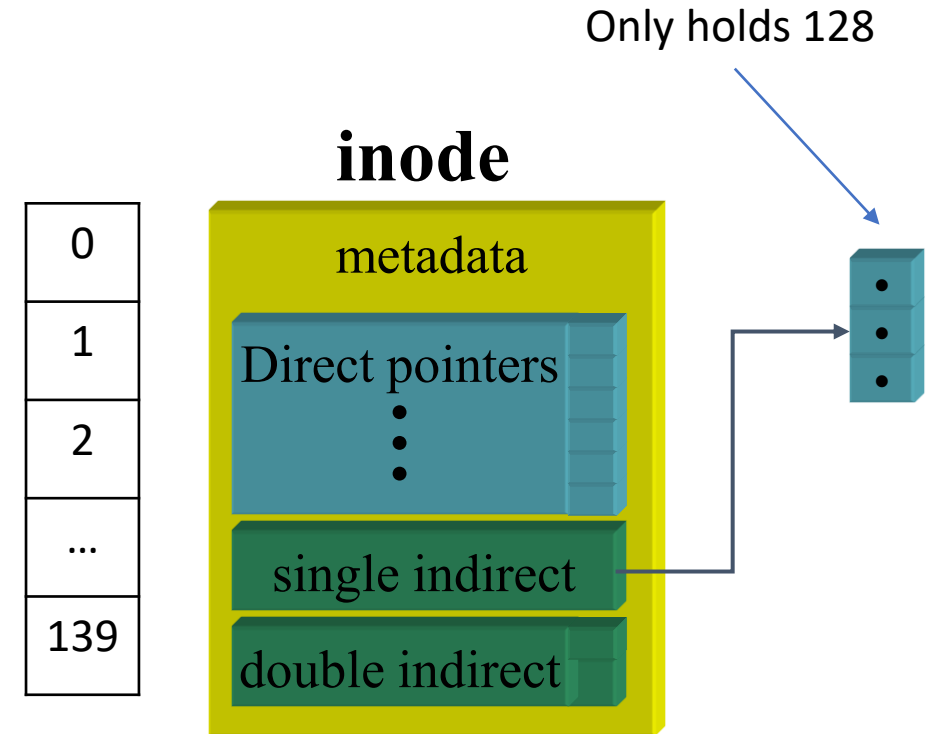 Only holds 128
inode
0
1
2
...
139
metadata
Direct pointers
single indirect
double indirect